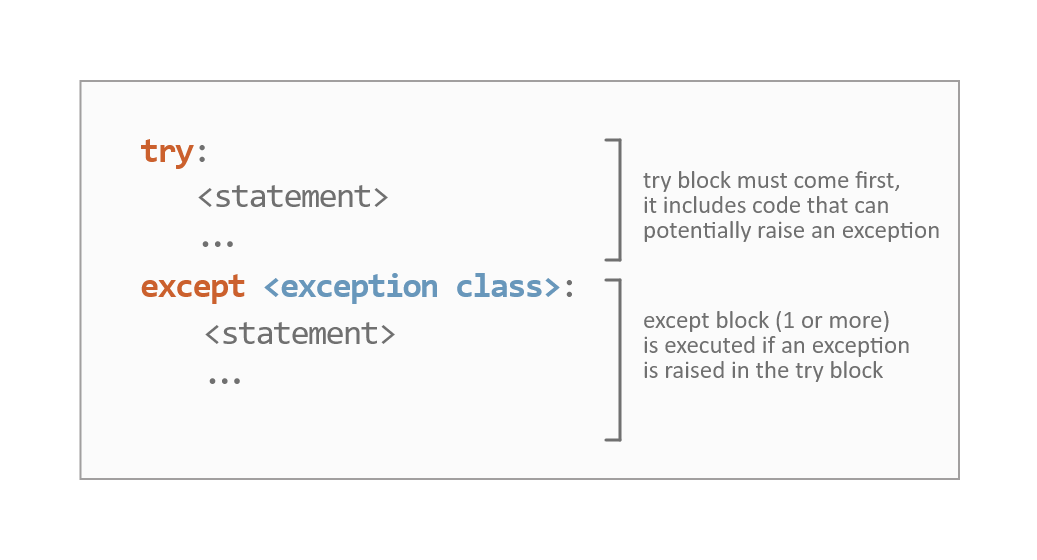 try:
<statement>
...
except <exception class>:
<statement>
...
try block must come first,
it includes code that can
potentially raise an exception
except block (1 or more)
is executed if an exception
is raised in the try block